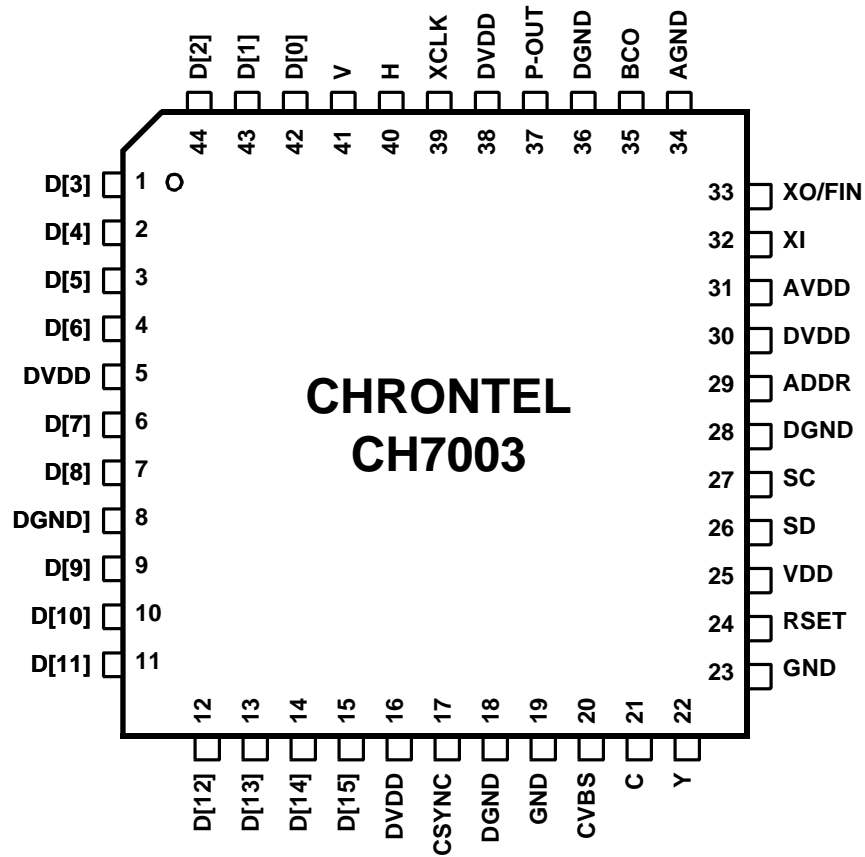 D[2] D[1] D[0] V H XCLK DVDD P-OUT DGND BCO AGND
44 43 42 41 40 39 38 37 36 35 34
D[3] 1
D[4] 2
D[5] 3
D[6] 4
DVDD 5
D[7] 6
D[8] 7
DGND] 8
D[9] 9
D[10] 10
D[11] 11
CHRONTEL
CH7003
33 XO/FIN
32 XI
31 AVDD
30 DVDD
29 ADDR
28 DGND
27 SC
26 SD
25 VDD
24 RSET
23 GND
12 13 14 15 16 17 18 19 20 21 22
D[12] D[13] D[14] D[15] DVDD CSYNC DGND GND CVBS C Y